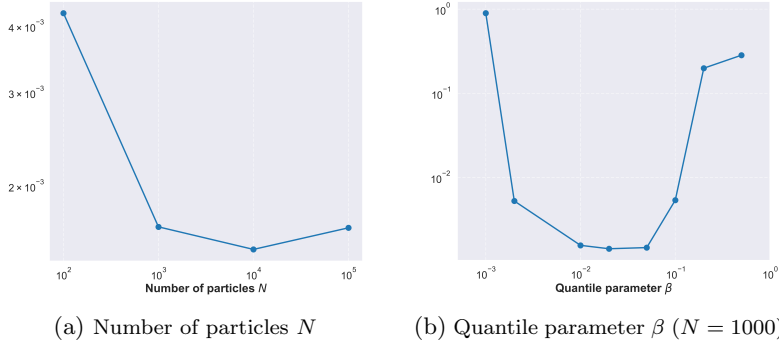 4 × 10⁻³
3 × 10⁻³
2 × 10⁻³
10² 10³ 10⁴ 10⁵
Number of particles N
(a) Number of particles N
10⁰
10⁻¹
10⁻²
10⁻³ 10⁻² 10⁻¹ 10⁰
Quantile parameter β
(b) Quantile parameter β (N = 1000)